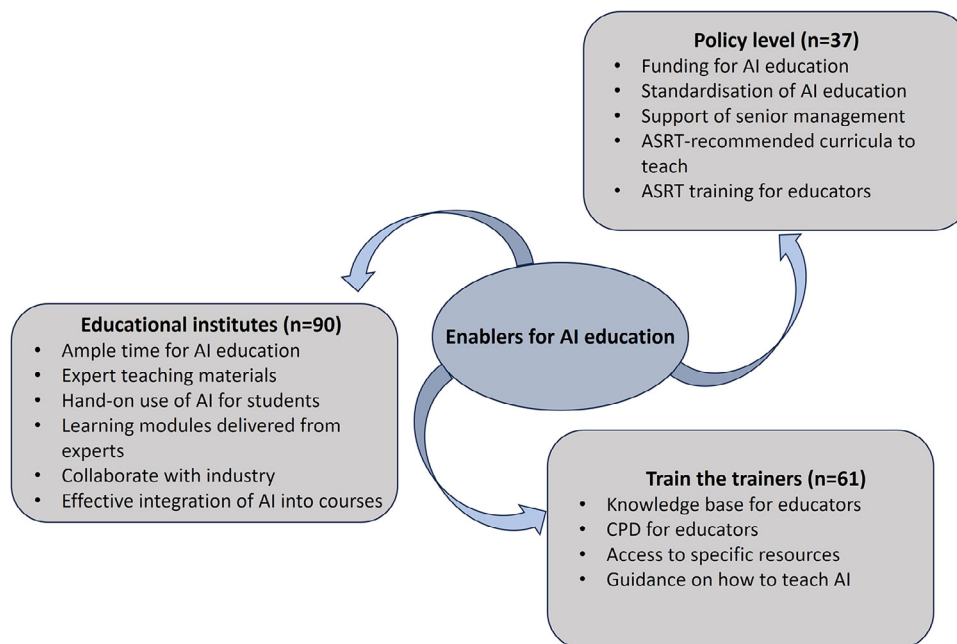 Policy level (n=37)
• Funding for AI education
• Standardisation of AI education
• Support of senior management
• ASRT-recommended curricula to
teach
• ASRT training for educators
Enablers for AI education
Educational institutes (n=90)
• Ample time for AI education
• Expert teaching materials
• Hand-on use of AI for students
• Learning modules delivered from
experts
• Collaborate with industry
• Effective integration of AI into courses
Train the trainers (n=61)
• Knowledge base for educators
• CPD for educators
• Access to specific resources
• Guidance on how to teach AI